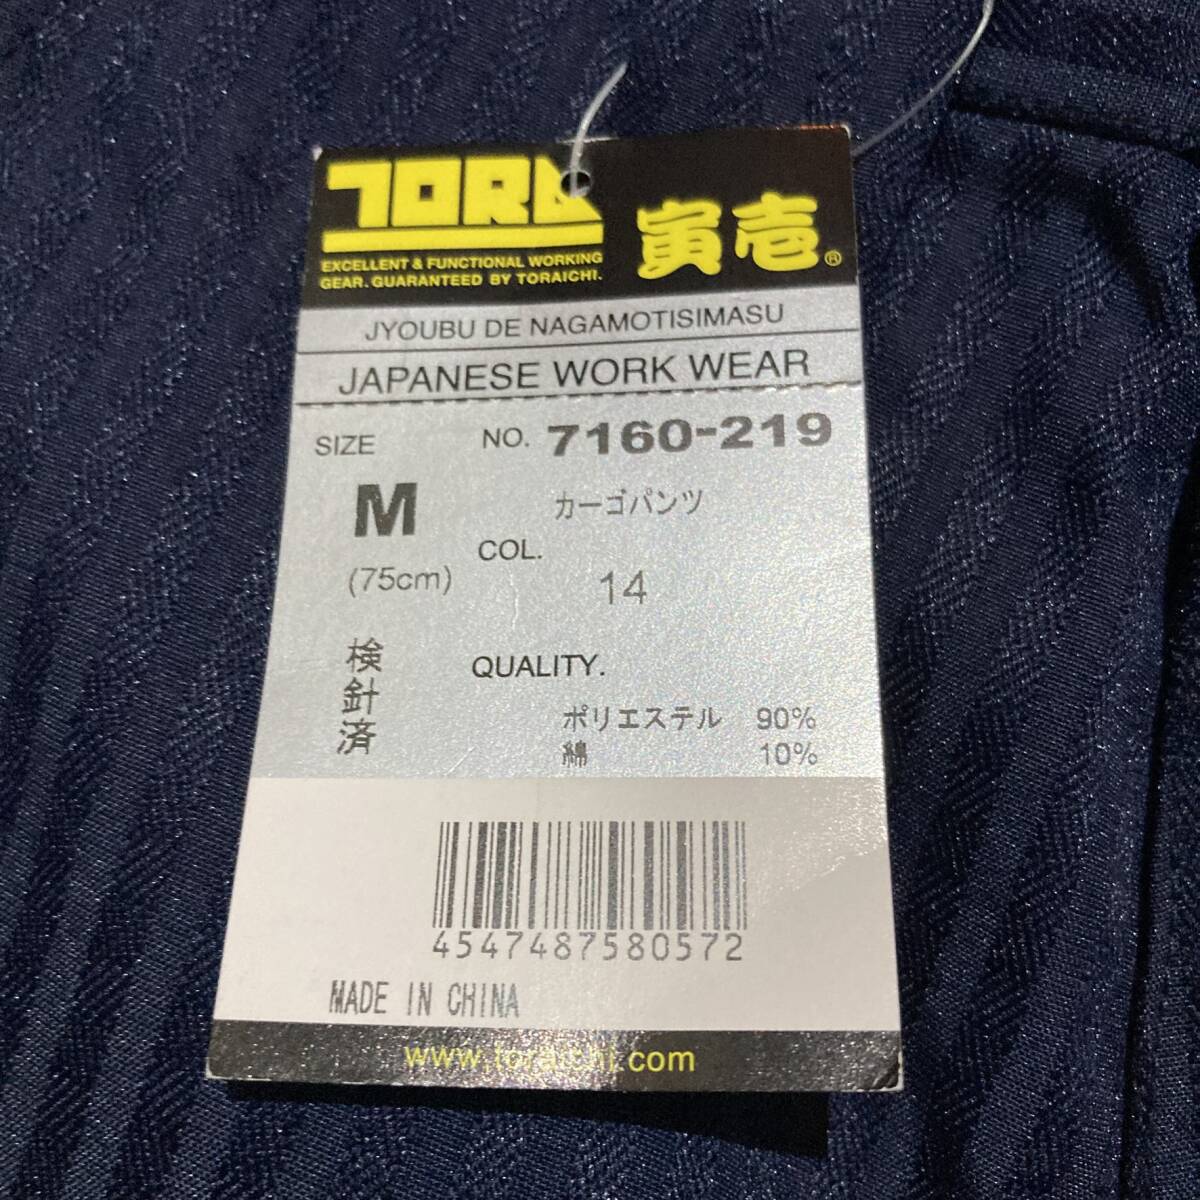 TORA
寅壱®
EXCELLENT & FUNCTIONAL WORKING
GEAR. GUARANTEED BY TORAICHI.
JYOUBU DE NAGAMOTISIMASU
JAPANESE WORK WEAR
SIZE
NO. 7160-219
M
カーゴパンツ
(75cm)
COL.
14
検針済
QUALITY.
ポリエステル 90%
綿 10%
4547487580572
MADE IN CHINA
www.toraichi.com